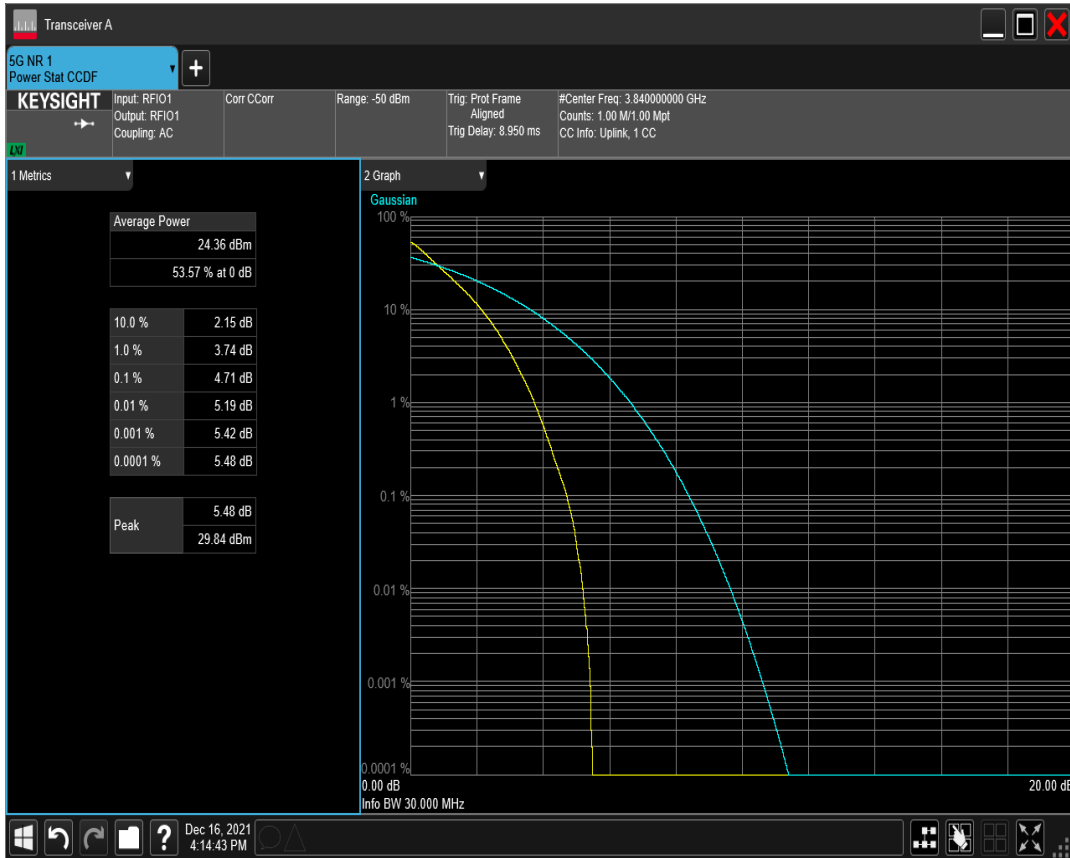 Transceiver A
5G NR 1
Power Stat CCDF
KEYSIGHT
LXI
Input: RFIO1
Output: RFIO1
Coupling: AC
Corr CCorr
Range: -50 dBm
Trig: Prot Frame
Aligned
Trig Delay: 8.950 ms
#Center Freq: 3.840000000 GHz
Counts: 1.00 M/1.00 Mpt
CC Info: Uplink, 1 CC
1 Metrics
Average Power
24.36 dBm
53.57 % at 0 dB
10.0 % 2.15 dB
1.0 % 3.74 dB
0.1 % 4.71 dB
0.01 % 5.19 dB
0.001 % 5.42 dB
0.0001 % 5.48 dB
Peak
5.48 dB
29.84 dBm
2 Graph
Gaussian
100 %
10 %
1 %
0.1 %
0.01 %
0.001 %
0.0001 %
0.00 dB
20.00 dB
Info BW 30.000 MHz
?
Dec 16, 2021
4:14:43 PM